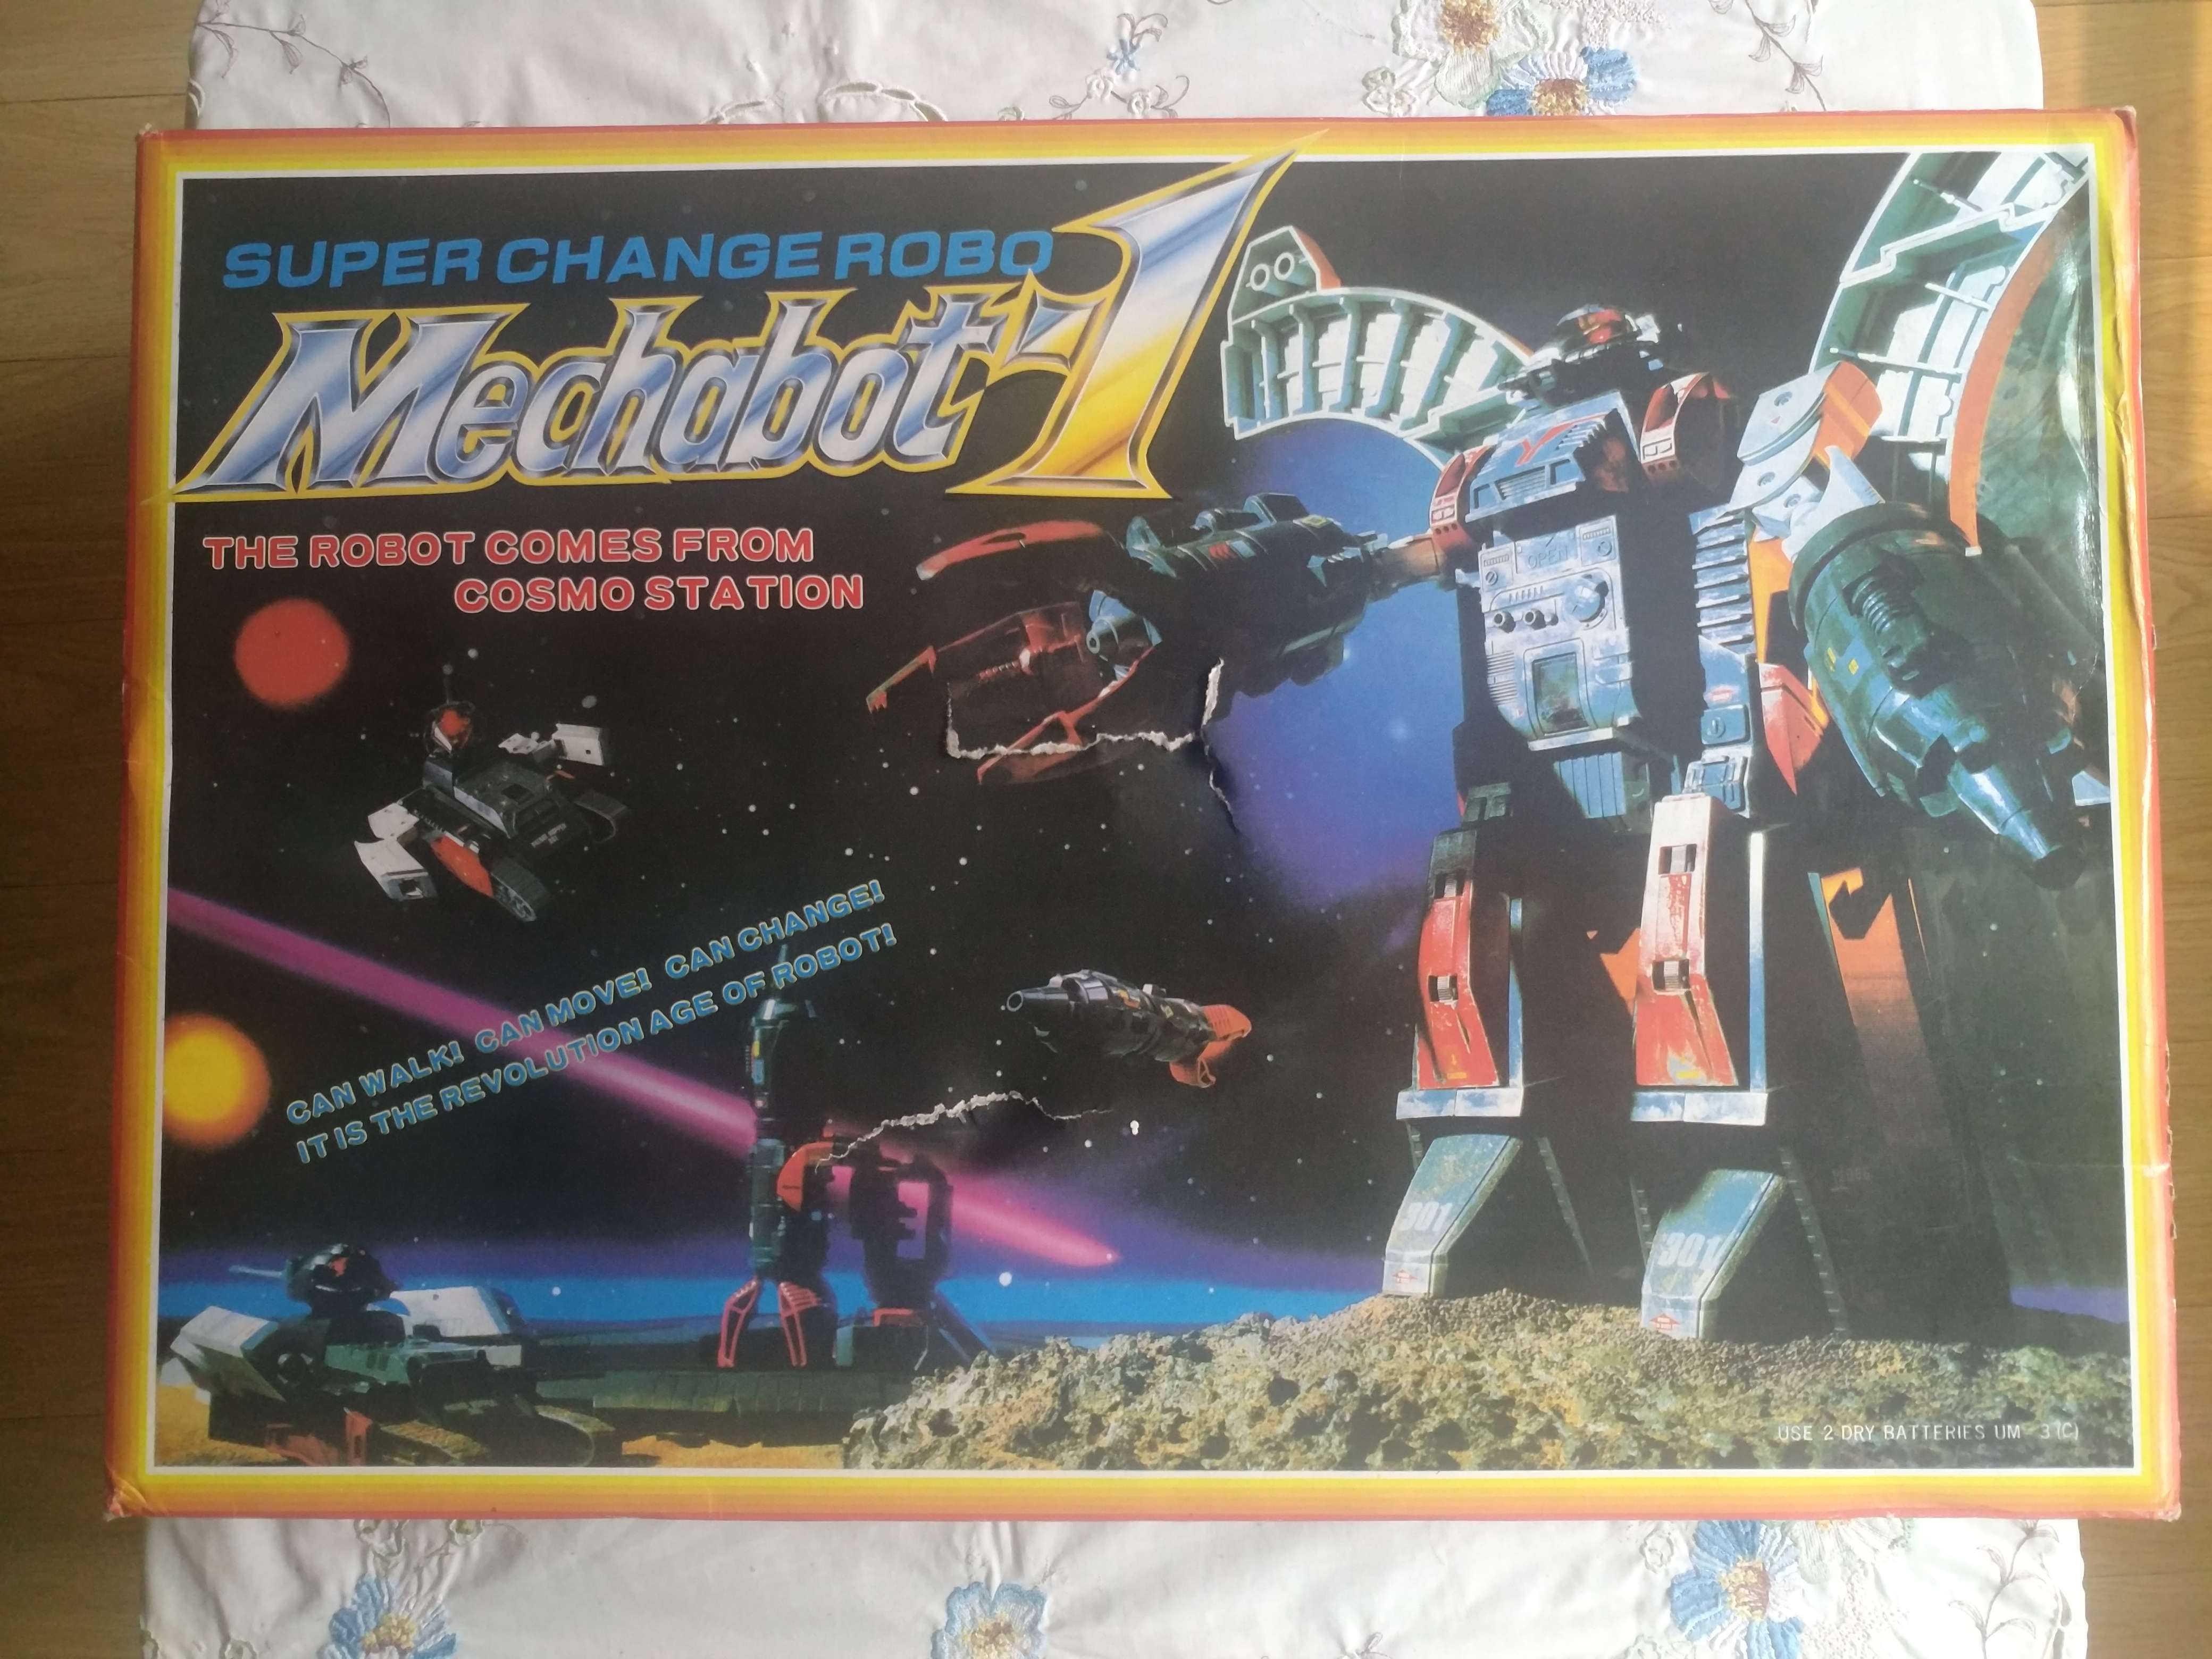 SUPER CHANGE ROBO
Mechabot-1
THE ROBOT COMES FROM
COSMO STATION
OPEN
CAN WALK! CAN MOVE! CAN CHANGE!
IT IS THE REVOLUTION AGE OF ROBOT!
301
301
USE 2 DRY BATTERIES UM-3 (C)